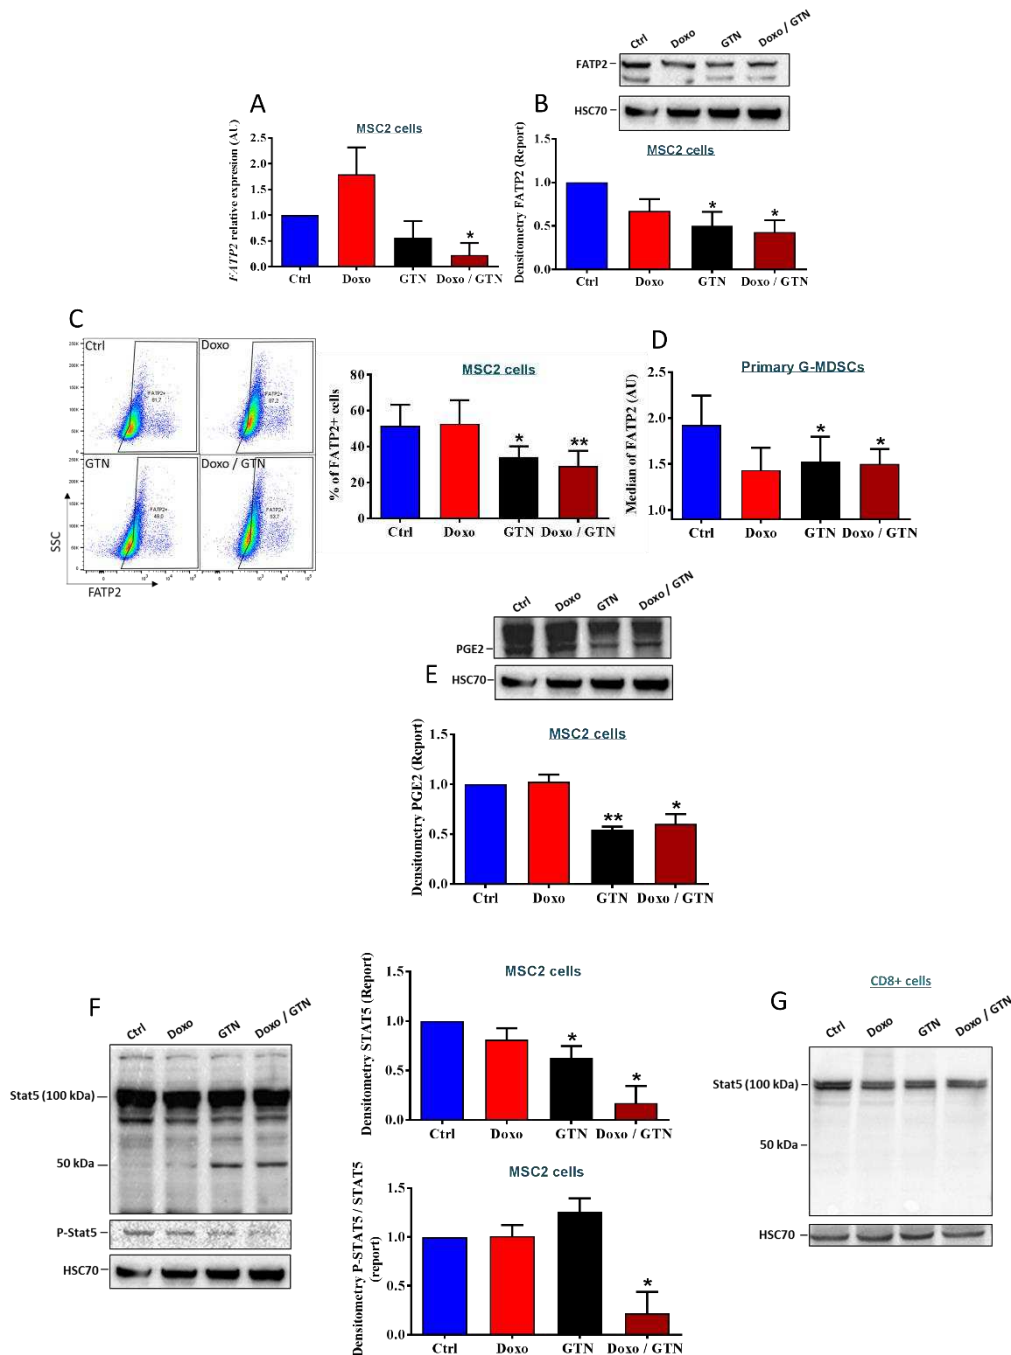 Ctrl Doxo GTN Doxo / GTN
FATP2
HSC70
A
MSC2 cells
FATP2 relative expresion (AU)
2.5
2.0
1.5
1.0
0.5
0.0
Ctrl Doxo GTN Doxo / GTN
*
B
MSC2 cells
Densitometry FATP2 (Report)
1.5
1.0
0.5
0.0
* *
Ctrl Doxo GTN Doxo / GTN
C
Ctrl Doxo
GTN Doxo / GTN
FATP2+
FATP2+
FATP2+
FATP2+
SSC
FATP2
MSC2 cells
% of FATP2+ cells
80
60
40
20
0
* **
Ctrl Doxo GTN Doxo / GTN
D
Primary G-MDSCs
Median of FATP2 (AU)
2.5
2.0
1.5
1.0
* *
Ctrl Doxo GTN Doxo / GTN
Ctrl Doxo GTN Doxo / GTN
PGE2
E
HSC70
MSC2 cells
Densitometry PGE2 (Report)
1.5
1.0
0.5
0.0
** *
Ctrl Doxo GTN Doxo / GTN
F
Ctrl Doxo GTN Doxo / GTN
Stat5 (100 kDa)
50 kDa
P-Stat5
HSC70
MSC2 cells
Densitometry STAT5 (Report)
1.5
1.0
0.5
0.0
* *
Ctrl Doxo GTN Doxo / GTN
MSC2 cells
Densitometry P-STAT5 / STAT5
(report)
1.5
1.0
0.5
0.0
*
Ctrl Doxo GTN Doxo / GTN
G
CD8+ cells
Ctrl Doxo GTN Doxo / GTN
Stat5 (100 kDa)
50 kDa
HSC70